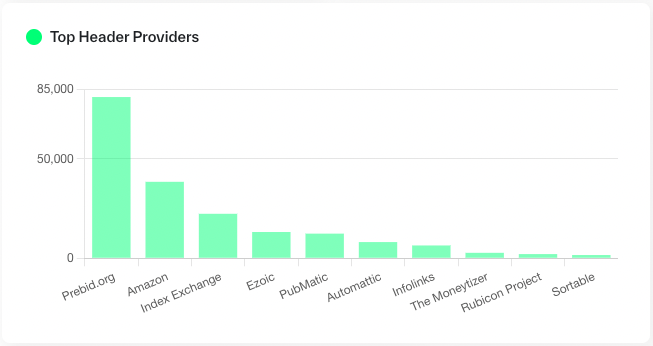 Top Header Providers
85,000
50,000
0
Prebid.org
Amazon
Index Exchange
Ezoic
PubMatic
Automattic
Infolinks
The Moneytizer
Rubicon Project
Sortable